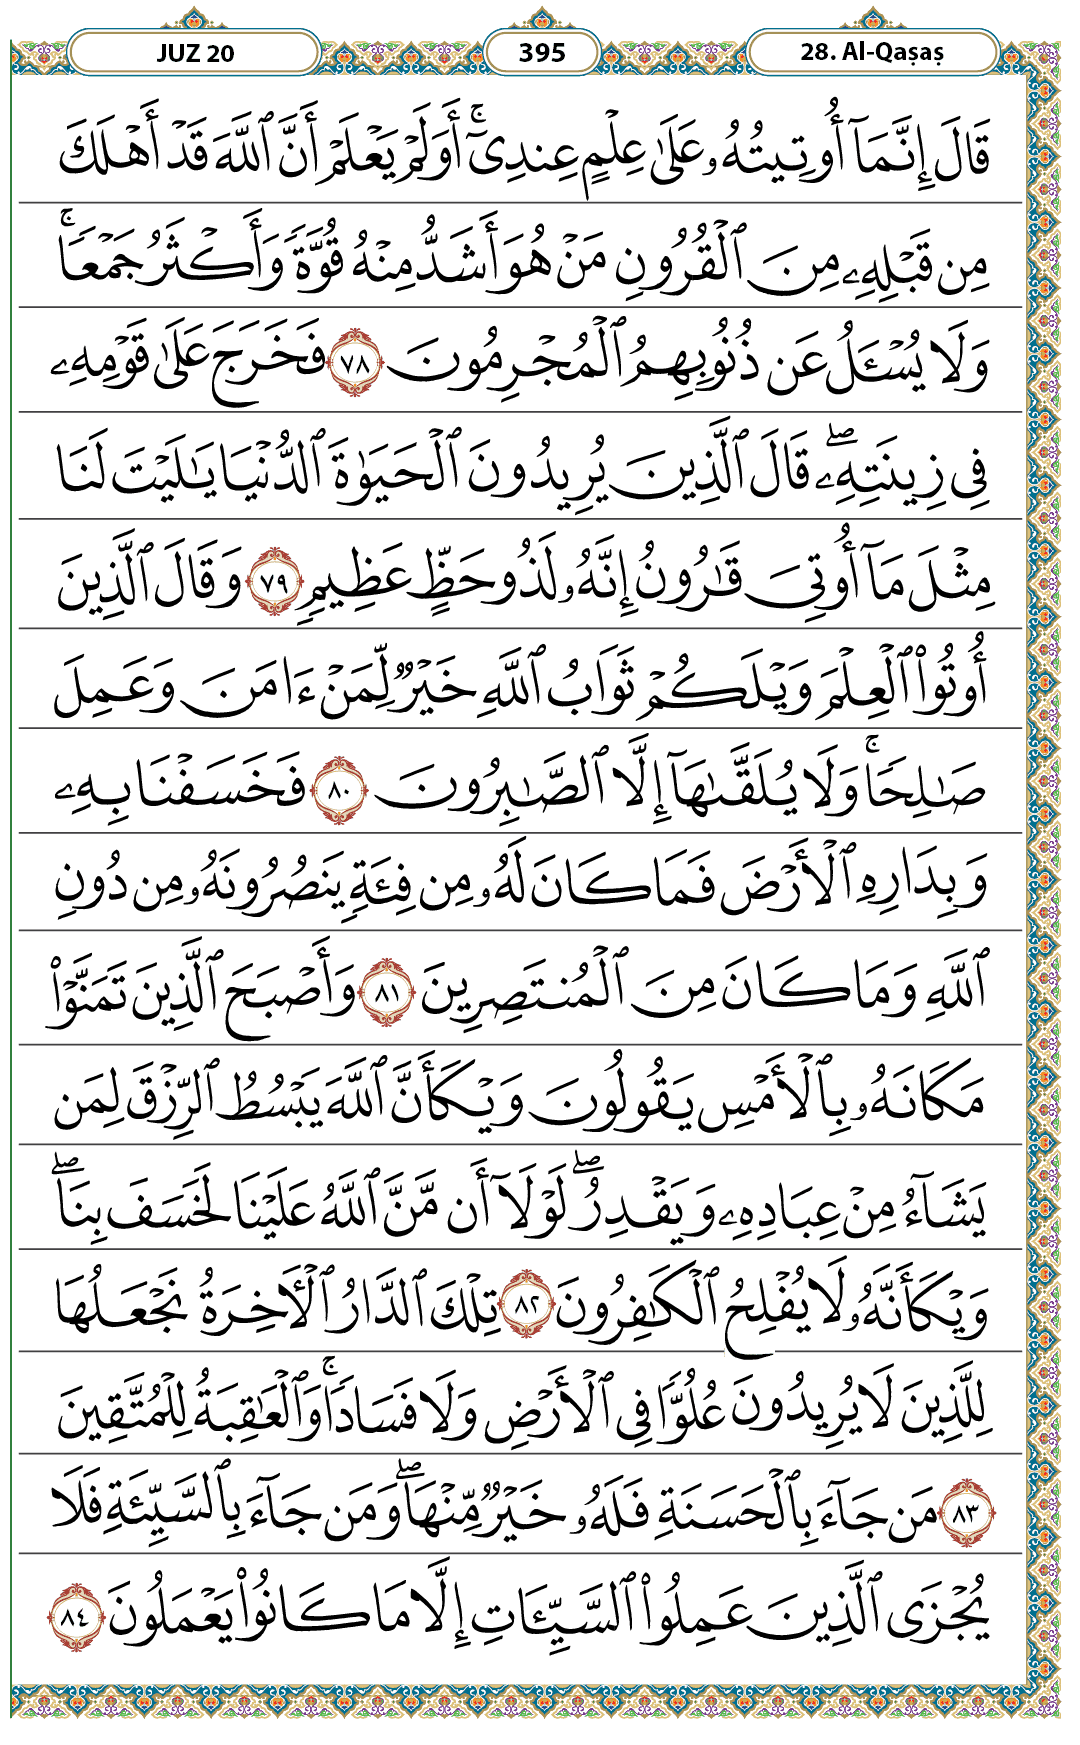 JUZ 20
395
28. Al-Qaṣaṣ
قَالَ إِنَّمَآ أُوتِيتُهُۥ عَلَىٰ عِلْمٍ عِندِىٓ ۚ أَوَلَمْ يَعْلَمْ أَنَّ ٱللَّهَ قَدْ أَهْلَكَ
مِن قَبْلِهِۦ مِنَ ٱلْقُرُونِ مَنْ هُوَ أَشَدُّ مِنْهُ قُوَّةً وَأَكْثَرُ جَمْعًا ۚ
وَلَا يُسْـَٔلُ عَن ذُنُوبِهِمُ ٱلْمُجْرِمُونَ ٧٨ فَخَرَجَ عَلَىٰ قَوْمِهِۦ
فِى زِينَتِهِۦ ۖ قَالَ ٱلَّذِينَ يُرِيدُونَ ٱلْحَيَوٰةَ ٱلدُّنْيَا يَـٰلَيْتَ لَنَا
مِثْلَ مَآ أُوتِىَ قَـٰرُونُ إِنَّهُۥ لَذُو حَظٍّ عَظِيمٍ ٧٩ وَقَالَ ٱلَّذِينَ
أُوتُوا۟ ٱلْعِلْمَ وَيْلَكُمْ ثَوَابُ ٱللَّهِ خَيْرٌ لِّمَنْ ءَامَنَ وَعَمِلَ
صَـٰلِحًا ۚ وَلَا يُلَقَّىٰهَآ إِلَّا ٱلصَّـٰبِرُونَ ٨٠ فَخَسَفْنَا بِهِۦ
وَبِدَارِهِ ٱلْأَرْضَ فَمَا كَانَ لَهُۥ مِن فِئَةٍ يَنصُرُونَهُۥ مِن دُونِ
ٱللَّهِ وَمَا كَانَ مِنَ ٱلْمُنتَصِرِينَ ٨١ وَأَصْبَحَ ٱلَّذِينَ تَمَنَّوْا۟
مَكَانَهُۥ بِٱلْأَمْسِ يَقُولُونَ وَيْكَأَنَّ ٱللَّهَ يَبْسُطُ ٱلرِّزْقَ لِمَن
يَشَآءُ مِنْ عِبَادِهِۦ وَيَقْدِرُ ۖ لَوْلَآ أَن مَّنَّ ٱللَّهُ عَلَيْنَا لَخَسَفَ بِنَا ۖ
وَيْكَأَنَّهُۥ لَا يُفْلِحُ ٱلْكَـٰفِرُونَ ٨٢ تِلْكَ ٱلدَّارُ ٱلْـَٔاخِرَةُ نَجْعَلُهَا
لِلَّذِينَ لَا يُرِيدُونَ عُلُوًّا فِى ٱلْأَرْضِ وَلَا فَسَادًا ۚ وَٱلْعَـٰقِبَةُ لِلْمُتَّقِينَ
٨٣ مَن جَآءَ بِٱلْحَسَنَةِ فَلَهُۥ خَيْرٌ مِّنْهَا ۖ وَمَن جَآءَ بِٱلسَّيِّئَةِ فَلَا
يُجْزَى ٱلَّذِينَ عَمِلُوا۟ ٱلسَّيِّـَٔاتِ إِلَّا مَا كَانُوا۟ يَعْمَلُونَ ٨٤